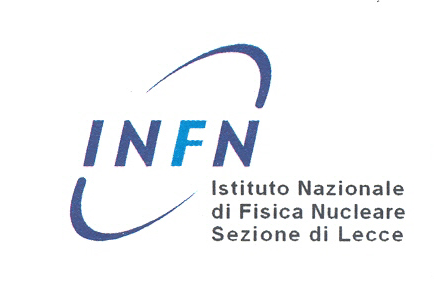 INFN
Istituto Nazionale
di Fisica Nucleare
Sezione di Lecce